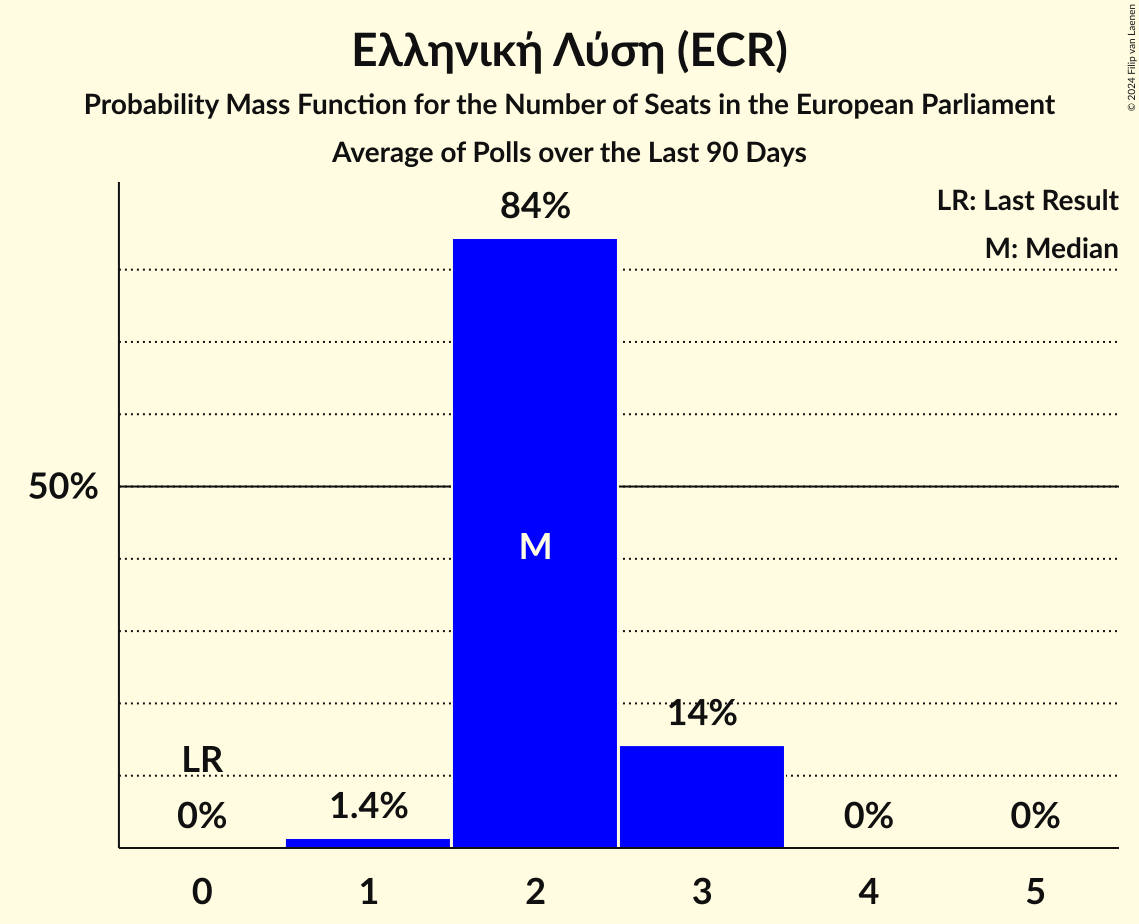 Ελληνική Λύση (ECR)
Probability Mass Function for the Number of Seats in the European Parliament
Average of Polls over the Last 90 Days
© 2024 Filip van Laenen
LR: Last Result
M: Median
84%
50%
M
14%
LR
0%
1.4%
0%
0%
0
1
2
3
4
5